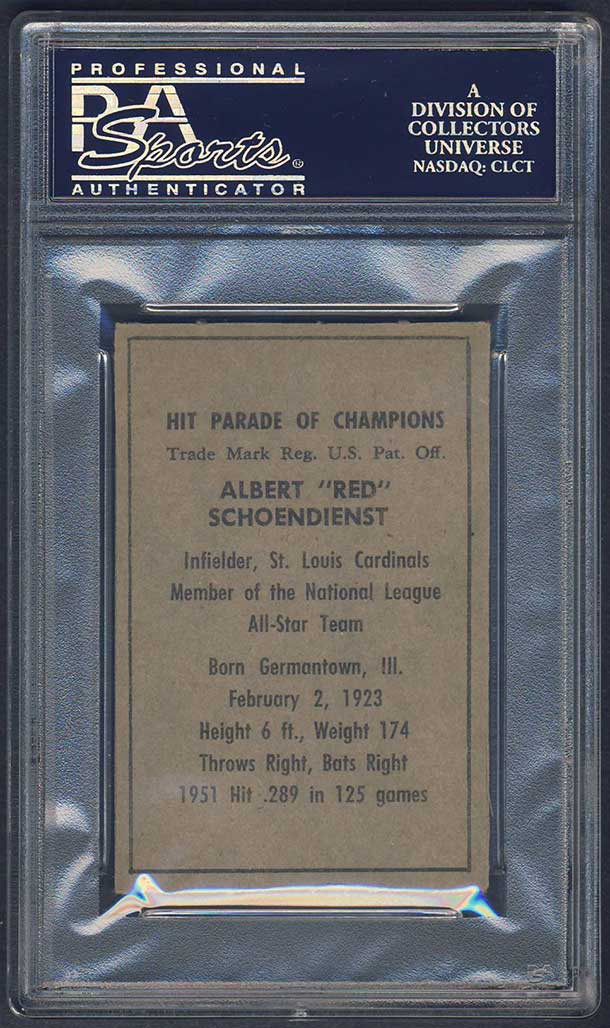 PROFESSIONAL
PSA
Sports
AUTHENTICATOR
A
DIVISION OF
COLLECTORS
UNIVERSE
NASDAQ: CLCT
HIT PARADE OF CHAMPIONS
Trade Mark Reg. U.S. Pat. Off.
ALBERT "RED"
SCHOENDIENST
Infielder, St. Louis Cardinals
Member of the National League
All-Star Team
Born Germantown, Ill.
February 2, 1923
Height 6 ft., Weight 174
Throws Right, Bats Right
1951 Hit .289 in 125 games
PSA